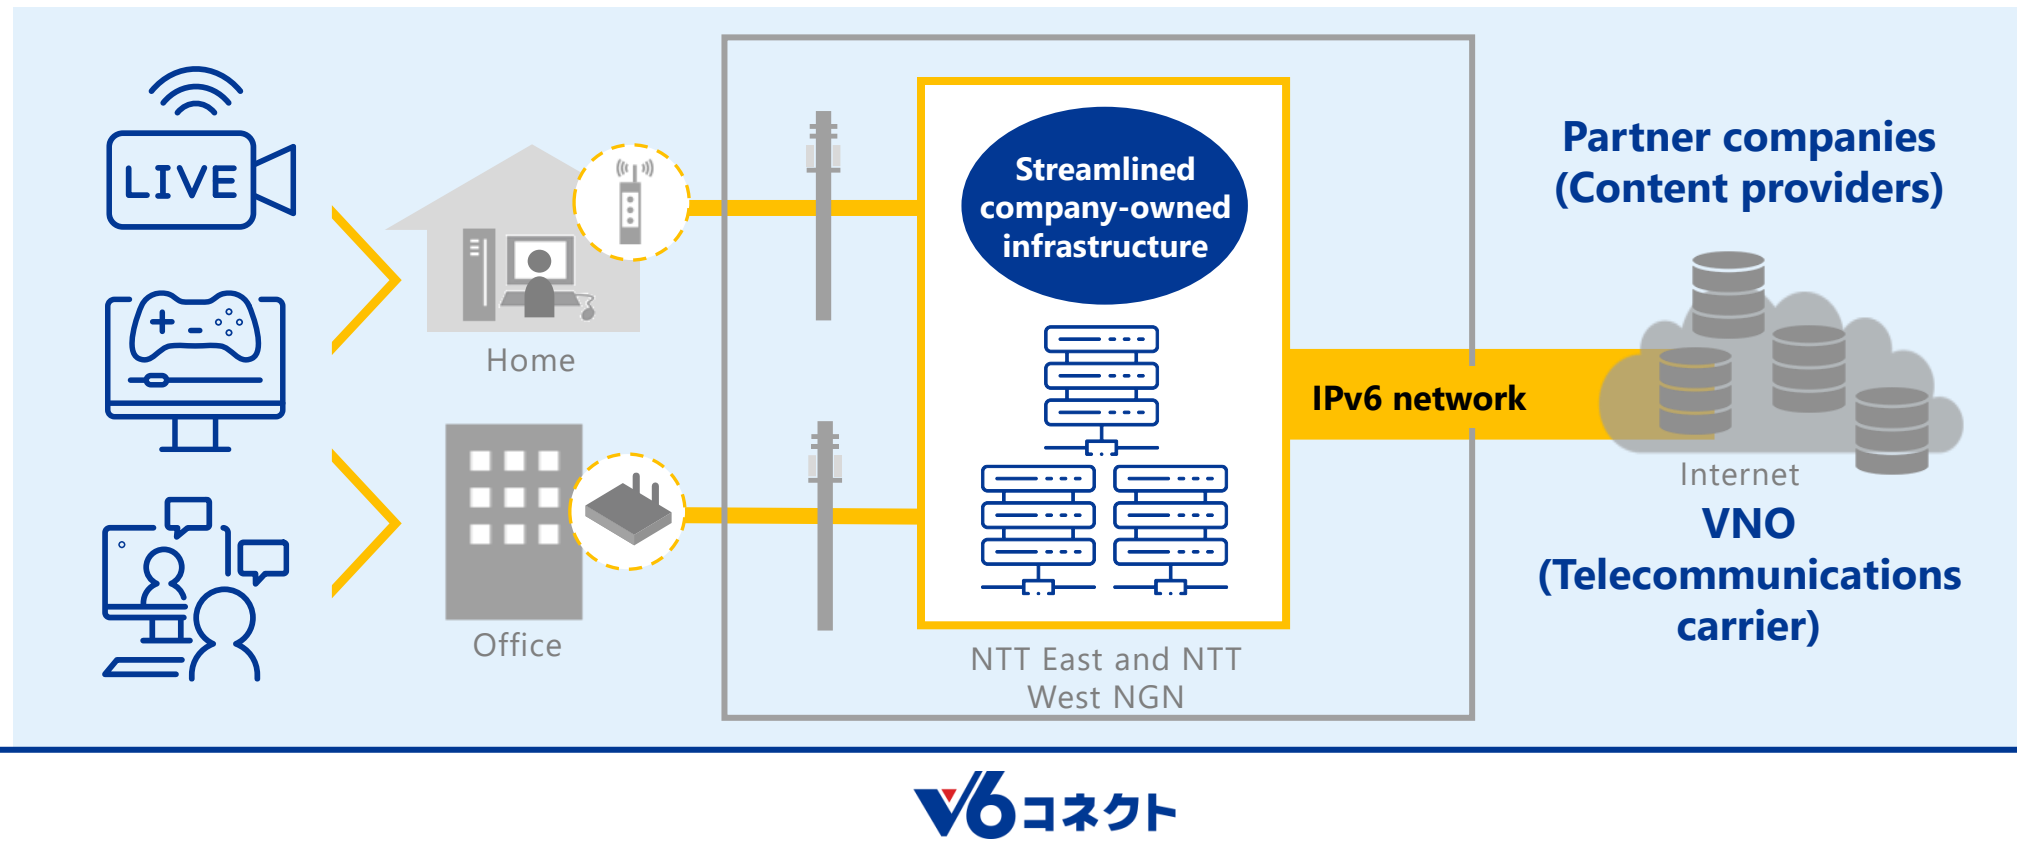 LIVE
Home
Office
Streamlined
company-owned
infrastructure
NTT East and NTT
West NGN
IPv6 network
Partner companies
(Content providers)
Internet
VNO
(Telecommunications
carrier)
V6コネクト